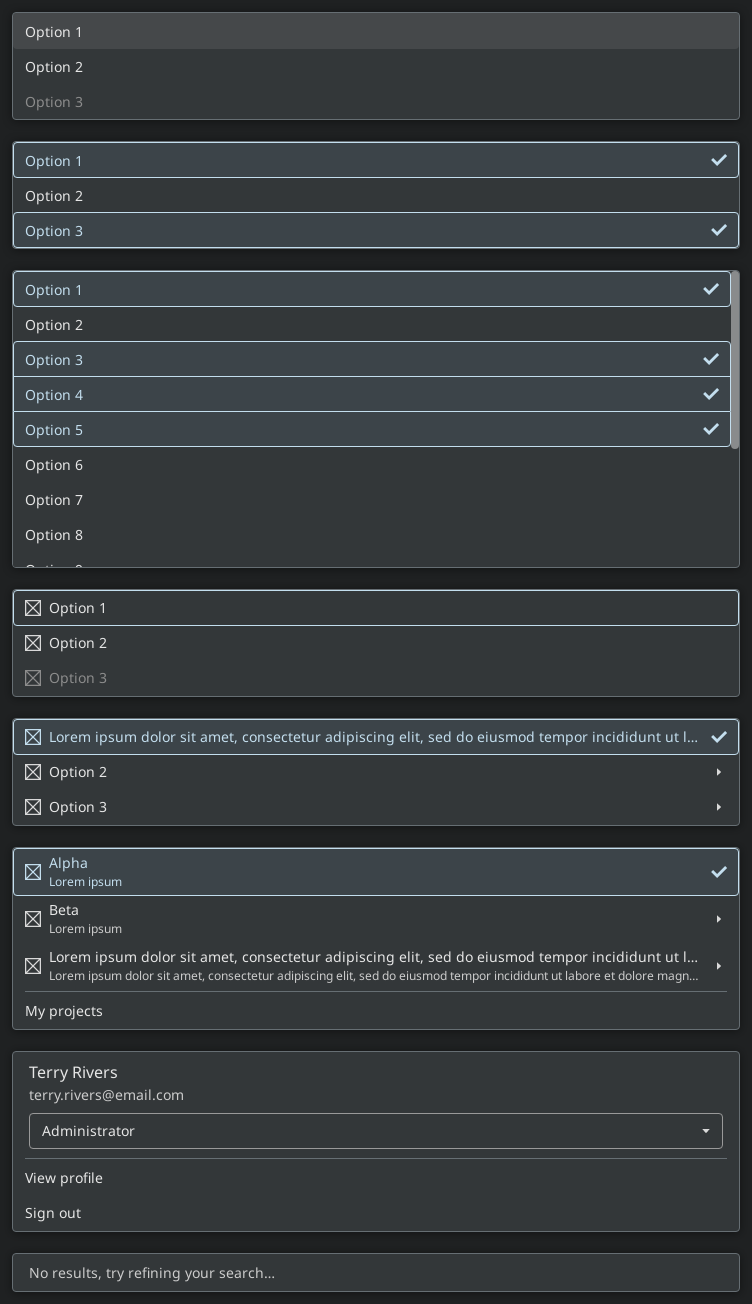 Option 1
Option 2
Option 3
Option 1
Option 2
Option 3
Option 1
Option 2
Option 3
Option 4
Option 5
Option 6
Option 7
Option 8
Option 1
Option 2
Option 3
Lorem ipsum dolor sit amet, consectetur adipiscing elit, sed do eiusmod tempor incididunt ut l...
Option 2
Option 3
Alpha
Lorem ipsum
Beta
Lorem ipsum
Lorem ipsum dolor sit amet, consectetur adipiscing elit, sed do eiusmod tempor incididunt ut l...
Lorem ipsum dolor sit amet, consectetur adipiscing elit, sed do eiusmod tempor incididunt ut labore et dolore magn...
My projects
Terry Rivers
terry.rivers@email.com
Administrator
View profile
Sign out
No results, try refining your search...